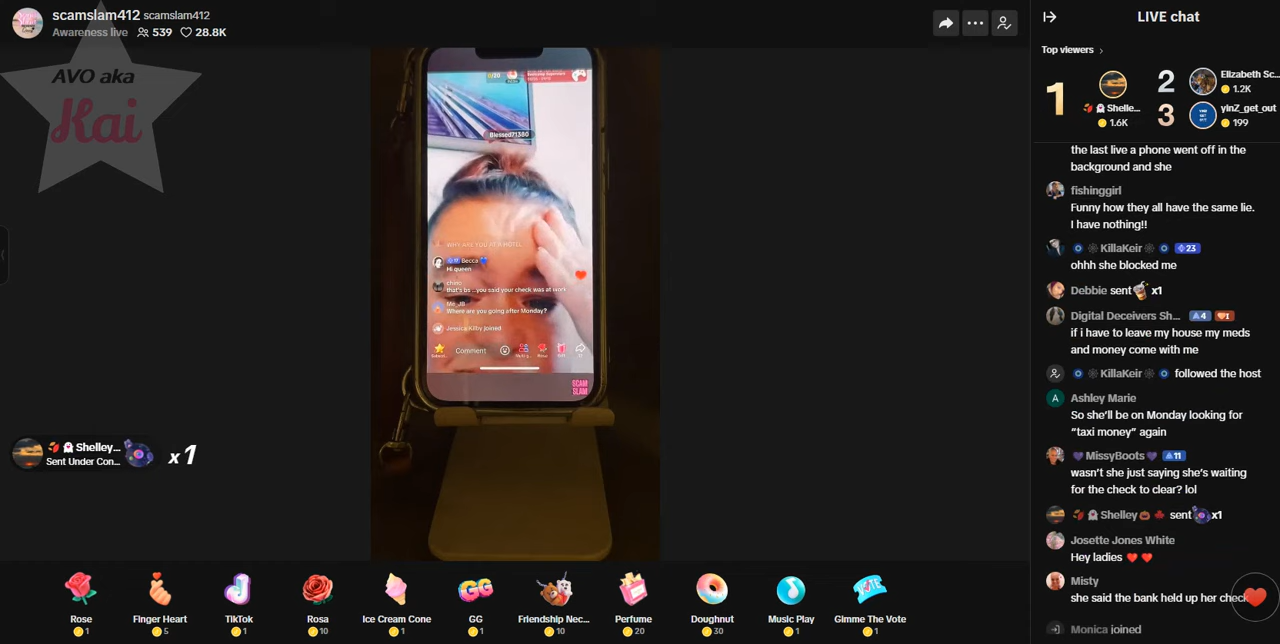 scamslam412 scamslam412
Awareness live 539 28.8K
AVO aka
Kai
Blessed71380
WHY ARE YOU AT A HOTEL
Becca
Hi queen
chino
that's bs ..you said your check was at work
Me_JB
Where are you going after Monday?
Jessica Kilby joined
Comment
SCAM
SLAM
Shelley...
Sent Under Con...
x1
Rose
1
Finger Heart
5
TikTok
1
Rosa
10
Ice Cream Cone
1
GG
1
Friendship Nec...
10
Perfume
20
Doughnut
30
Music Play
1
Gimme The Vote
1
LIVE chat
Top viewers
1
Shelle...
1.6K
2
Elizabeth Sc...
1.2K
3
yinZ_get_out
199
the last live a phone went off in the
background and she
fishinggirl
Funny how they all have the same lie.
I have nothing!!
KillaKeir 23
ohhh she blocked me
Debbie sent x1
Digital Deceivers Sh... 4 I
if i have to leave my house my meds
and money come with me
KillaKeir followed the host
A Ashley Marie
So she'll be on Monday looking for
“taxi money” again
MissyBoots 11
wasn't she just saying she's waiting
for the check to clear? lol
Shelley sent x1
Josette Jones White
Hey ladies
Misty
she said the bank held up her check
Monica joined